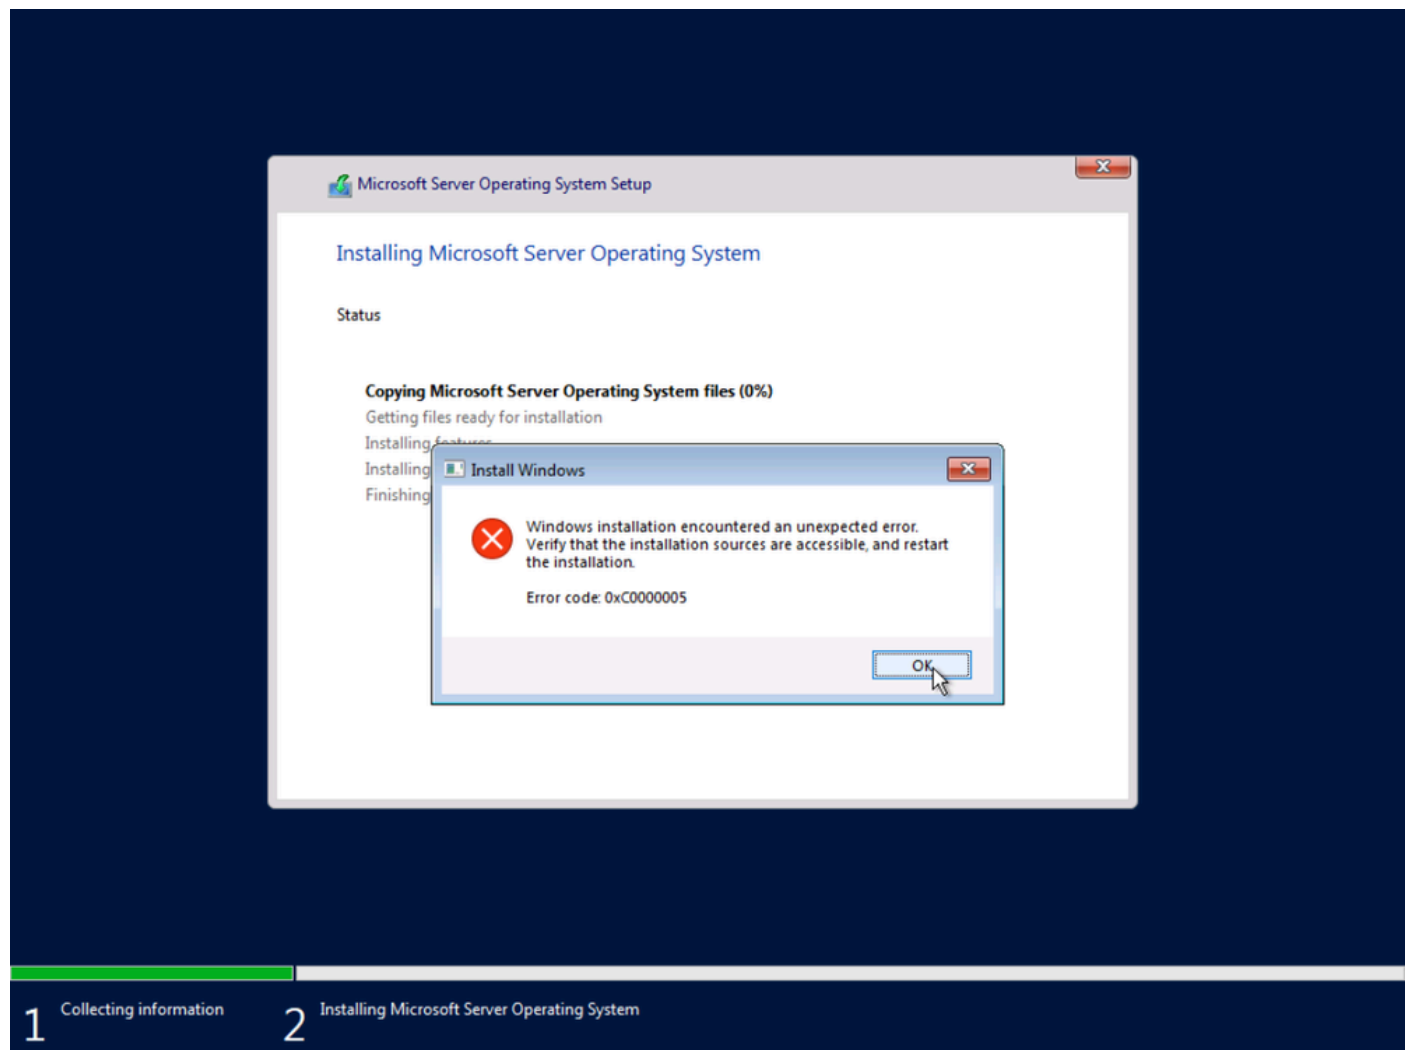 Microsoft Server Operating System Setup
Installing Microsoft Server Operating System
Status
Copying Microsoft Server Operating System files (0%)
Getting files ready for installation
Installing features
Installing
Finishing
Install Windows
Windows installation encountered an unexpected error.
Verify that the installation sources are accessible, and restart
the installation.
Error code: 0xC0000005
OK
1 Collecting information
2 Installing Microsoft Server Operating System